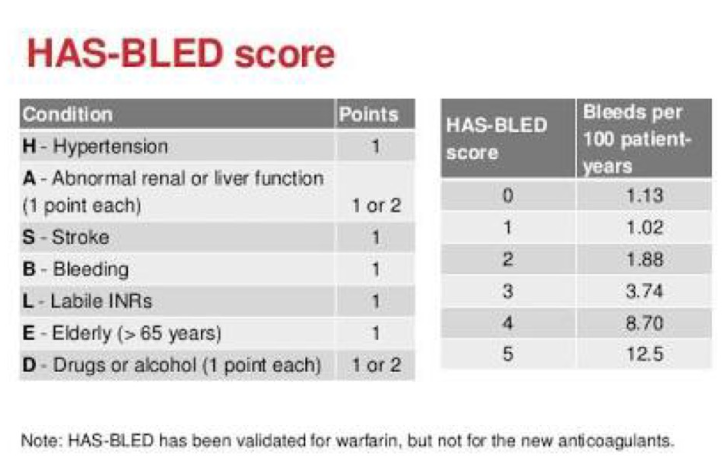 HAS-BLED score
Condition Points
H - Hypertension 1
A - Abnormal renal or liver function
(1 point each) 1 or 2
S - Stroke 1
B - Bleeding 1
L - Labile INRs 1
E - Elderly (> 65 years) 1
D - Drugs or alcohol (1 point each) 1 or 2
HAS-BLED
score
Bleeds per
100 patient-
years
0 1.13
1 1.02
2 1.88
3 3.74
4 8.70
5 12.5
Note: HAS-BLED has been validated for warfarin, but not for the new anticoagulants.